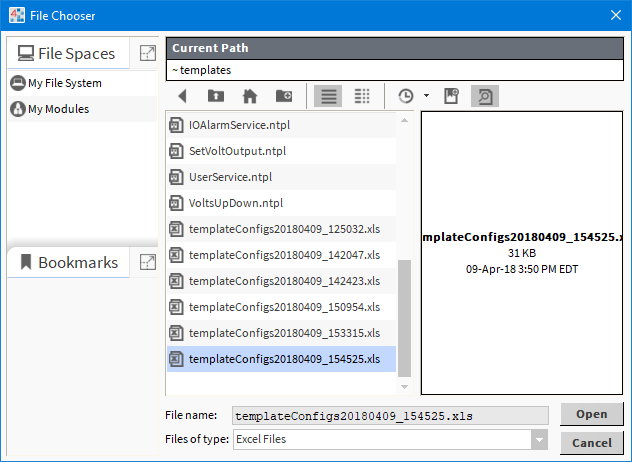 File Chooser
File Spaces
My File System
My Modules
Bookmarks
Current Path
~templates
IOAlarmService.ntpl
SetVoltOutput.ntpl
UserService.ntpl
VoltsUpDown.ntpl
templateConfigs20180409_125032.xls
templateConfigs20180409_142047.xls
templateConfigs20180409_142423.xls
templateConfigs20180409_150954.xls
templateConfigs20180409_153315.xls
templateConfigs20180409_154525.xls
mplateConfigs20180409_154525.x
31 KB
09-Apr-18 3:50 PM EDT
File name: templateConfigs20180409_154525.xls
Open
Files of type: Excel Files
Cancel